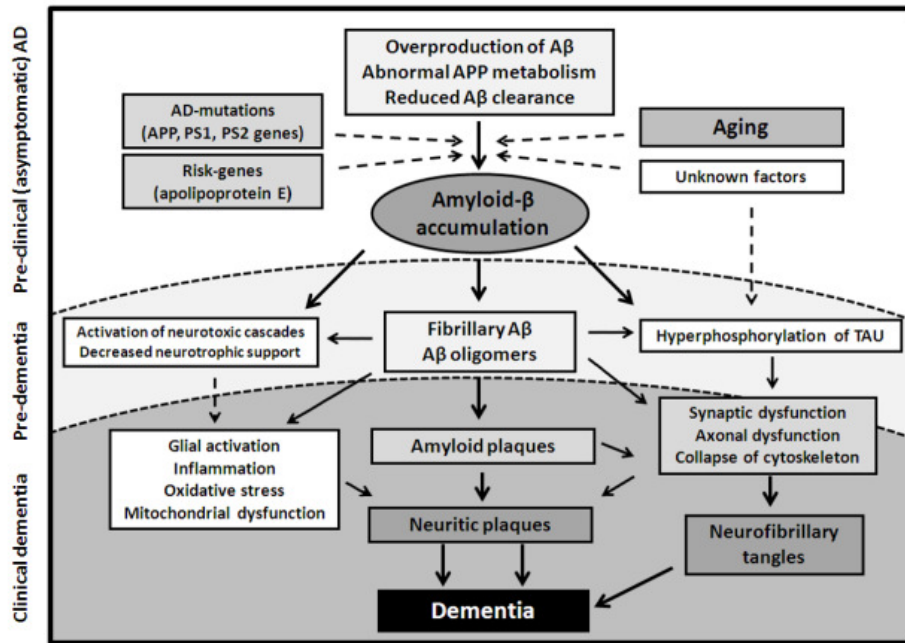 Pre-clinical (asymptomatic) AD
Pre-dementia
Clinical dementia
Overproduction of Aβ
Abnormal APP metabolism
Reduced Aβ clearance
AD-mutations
(APP, PS1, PS2 genes)
Risk-genes
(apolipoprotein E)
Aging
Unknown factors
Amyloid-β
accumulation
Activation of neurotoxic cascades
Decreased neurotrophic support
Fibrillary Aβ
Aβ oligomers
Hyperphosphorylation of TAU
Glial activation
Inflammation
Oxidative stress
Mitochondrial dysfunction
Amyloid plaques
Synaptic dysfunction
Axonal dysfunction
Collapse of cytoskeleton
Neuritic plaques
Neurofibrillary
tangles
Dementia